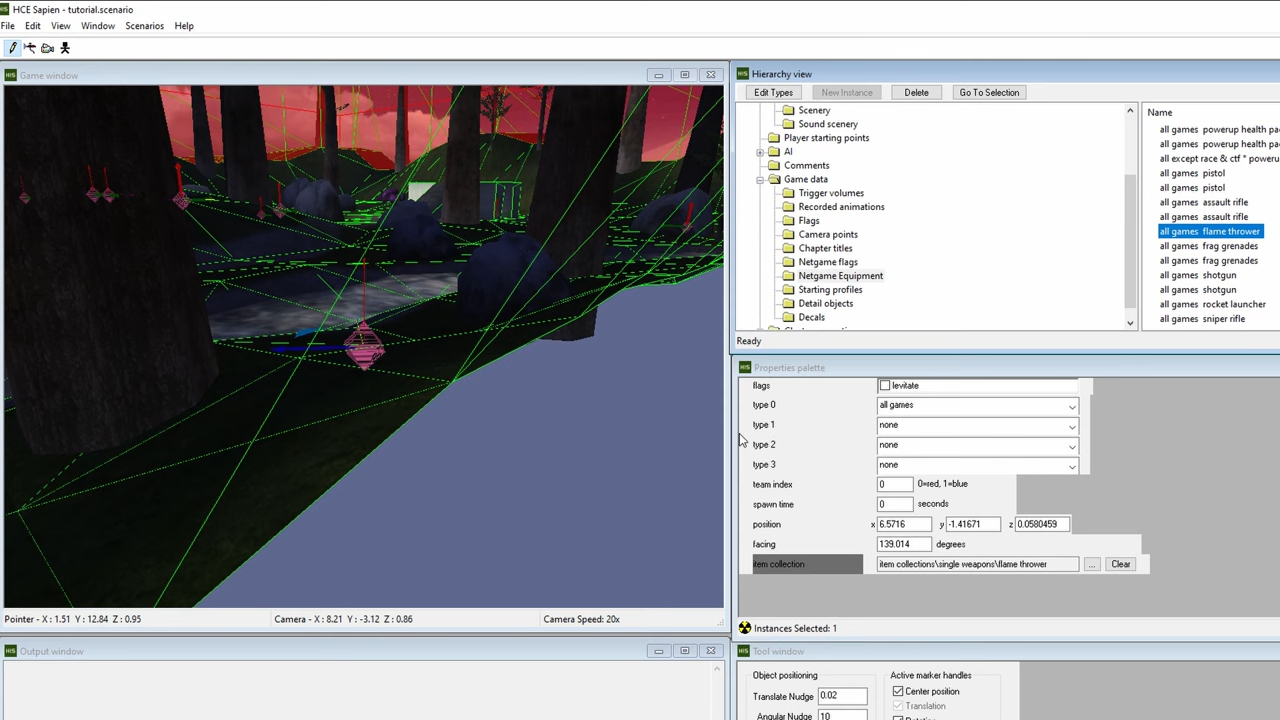 HCE Sapien - tutorial.scenario
File Edit View Window Scenarios Help
Game window
Pointer - X : 1.51 Y : 12.84 Z : 0.95 Camera - X : 8.21 Y : -3.12 Z : 0.86 Camera Speed: 20x
Output window
Hierarchy view
Edit Types New Instance Delete Go To Selection
Scenery
Sound scenery
Player starting points
AI
Comments
Game data
Trigger volumes
Recorded animations
Flags
Camera points
Chapter titles
Netgame flags
Netgame Equipment
Starting profiles
Detail objects
Decals
Name
all games powerup health pa
all games powerup health pa
all except race & ctf * poweru
all games pistol
all games pistol
all games assault rifle
all games assault rifle
all games flame thrower
all games frag grenades
all games frag grenades
all games shotgun
all games shotgun
all games rocket launcher
all games sniper rifle
Ready
Properties palette
flags levitate
type 0 all games
type 1 none
type 2 none
type 3 none
team index 0 0=red, 1=blue
spawn time 0 seconds
position x 6.5716 y -1.41671 z 0.0580459
facing 139.014 degrees
item collection item collections\single weapons\flame thrower ... Clear
Instances Selected: 1
Tool window
Object positioning Active marker handles
Translate Nudge 0.02 Center position
Translation
Angular Nudge 10